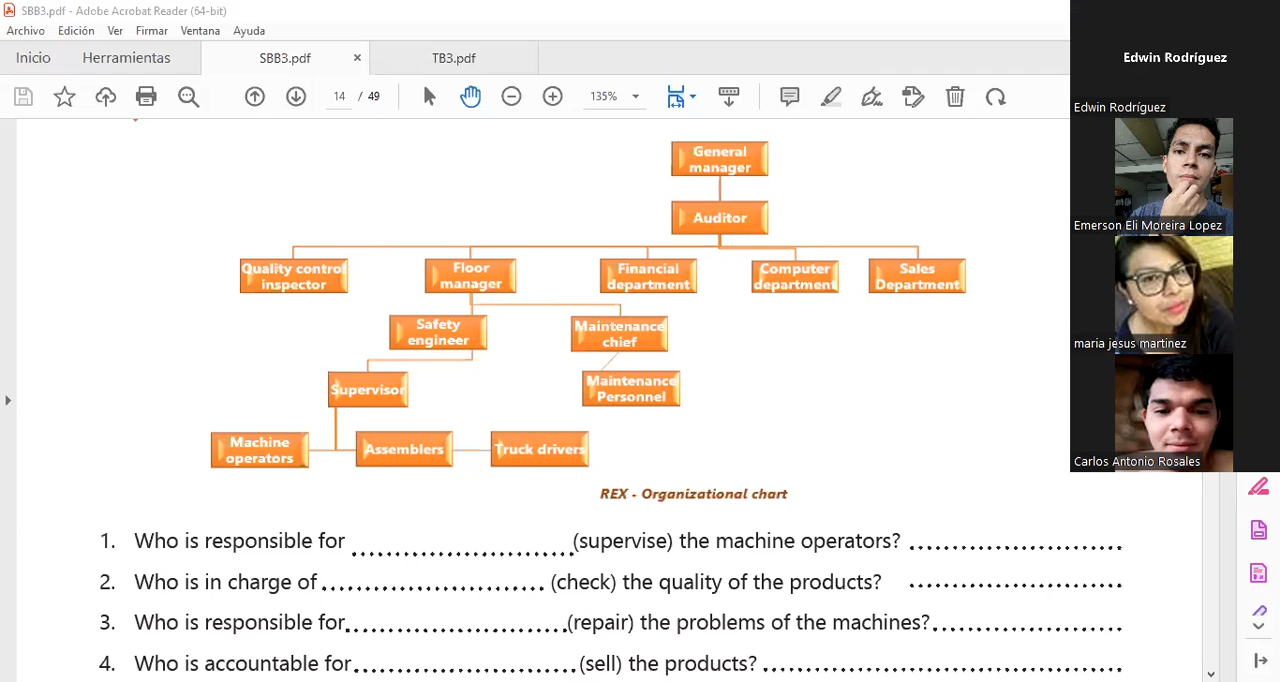 SBB3.pdf - Adobe Acrobat Reader (64-bit)
Archivo Edición Ver Firmar Ventana Ayuda
Inicio Herramientas SBB3.pdf × TB3.pdf
14 / 49 135%
General
manager
Auditor
Quality control
inspector
Floor
manager
Financial
department
Computer
department
Sales
Department
Safety
engineer
Maintenance
chief
Supervisor
Maintenance
Personnel
Machine
operators
Assemblers
Truck drivers
REX - Organizational chart
1. Who is responsible for ........................(supervise) the machine operators? ........................
2. Who is in charge of ........................ (check) the quality of the products? ........................
3. Who is responsible for........................(repair) the problems of the machines?........................
4. Who is accountable for........................(sell) the products? ........................
Edwin Rodríguez
Edwin Rodríguez
Emerson Eli Moreira Lopez
maria jesus martinez
Carlos Antonio Rosales